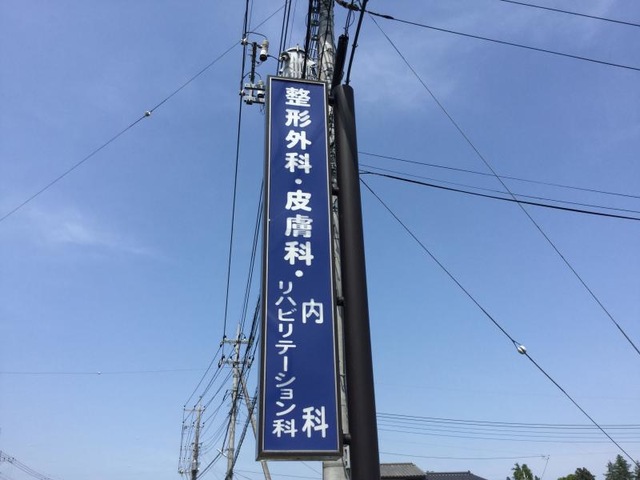 整形外科・皮膚科・
内科
リハビリテーション科